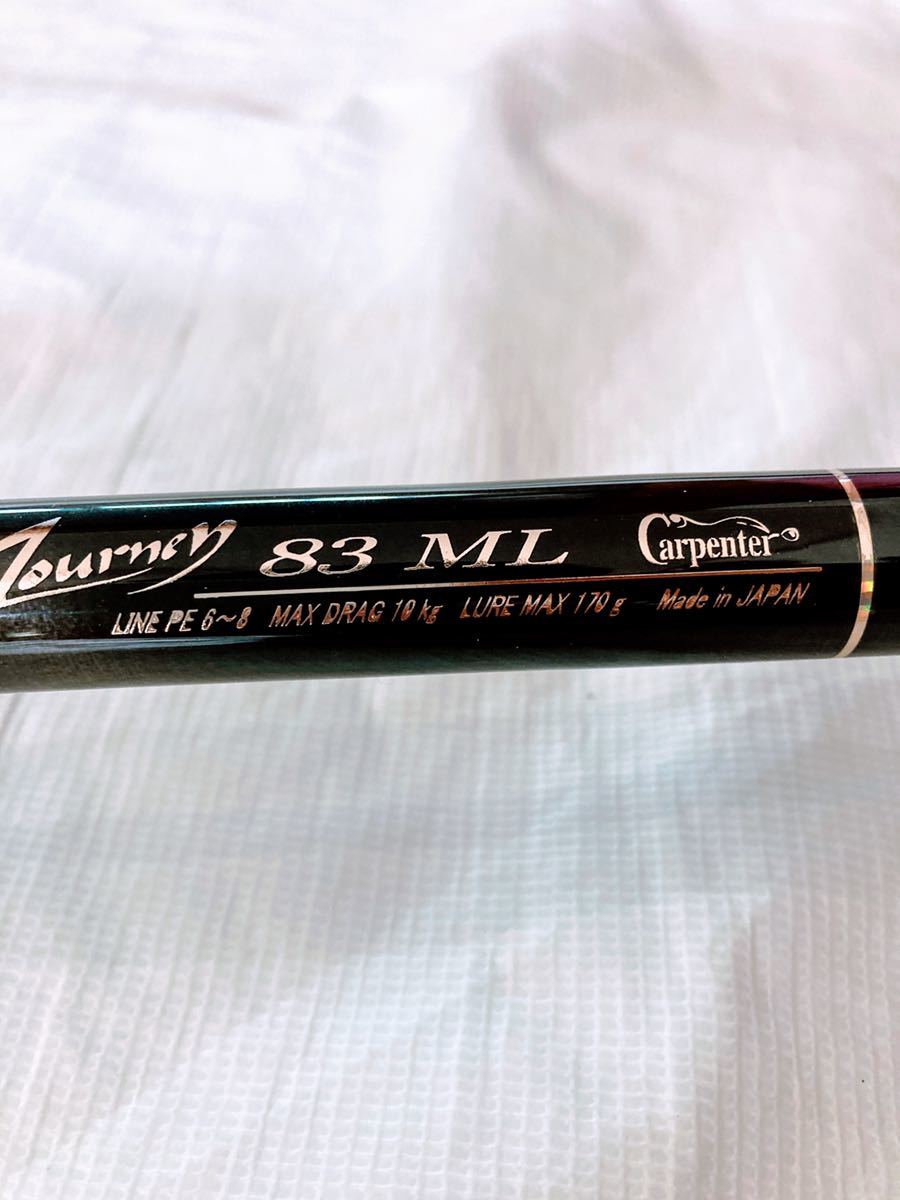 Journey 83 ML Carpenter
LINE PE 6~8 MAX DRAG 10 kg LURE MAX 170 g Made in JAPAN